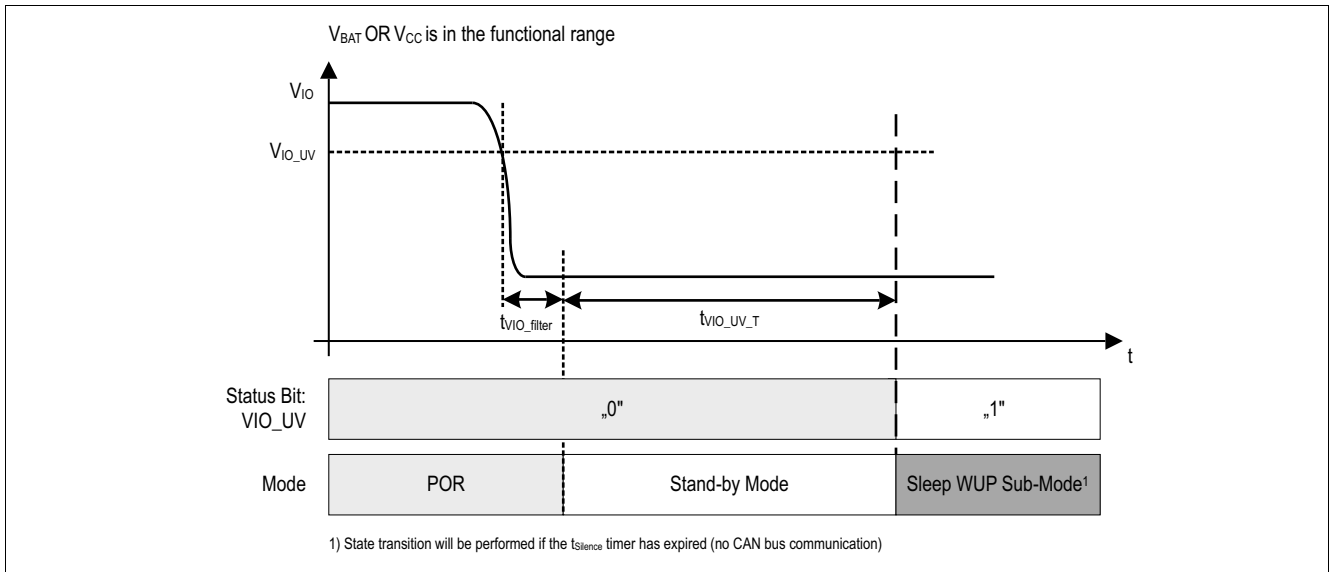 VBAT OR VCC is in the functional range
VIO
VIO_UV
tVIO_filter
tVIO_UV_T
t
Status Bit:
VIO_UV
„0"
„1"
Mode
POR
Stand-by Mode
Sleep WUP Sub-Mode1
1) State transition will be performed if the tSilence timer has expired (no CAN bus communication)